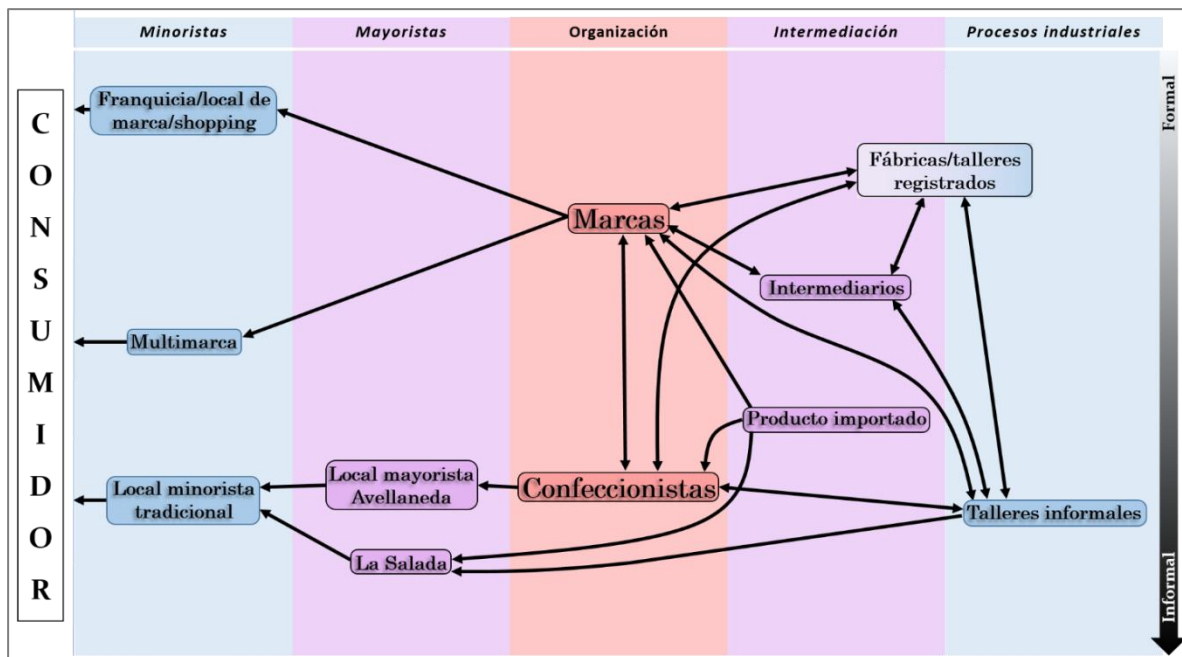 Minoristas
Mayoristas
Organización
Intermediación
Procesos industriales
CONSUMIDOR
Formal
Franquicia/local de
marca/shopping
Fábricas/talleres
registrados
Marcas
Intermediarios
Multimarca
Producto importado
Local minorista
tradicional
Local mayorista
Avellaneda
Confeccionistas
Talleres informales
La Salada
Informal